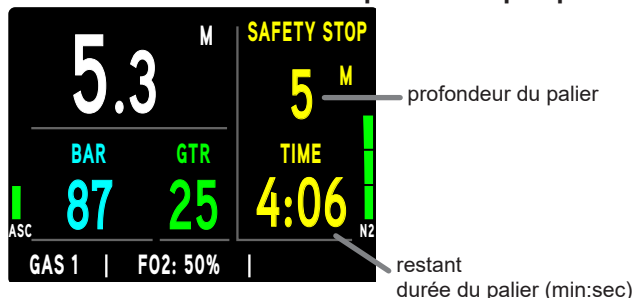 5.3 M
SAFETY STOP
5 M
profondeur du palier
BAR
GTR
TIME
87
25
4:06
ASC
N2
GAS 1 | FO2: 50% |
restant
durée du palier (min:sec)